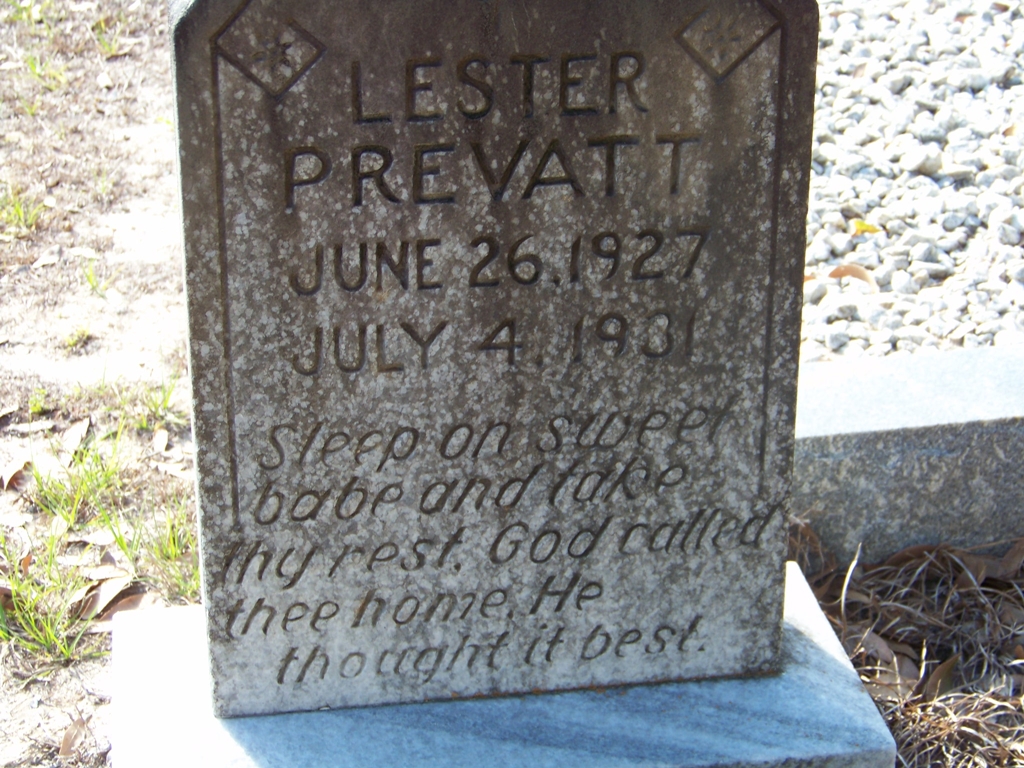 LESTER
PREVATT
JUNE 26, 1927
JULY 4, 1931
Sleep on sweet
babe and take
thy rest. God called
thee home. He
thought it best.